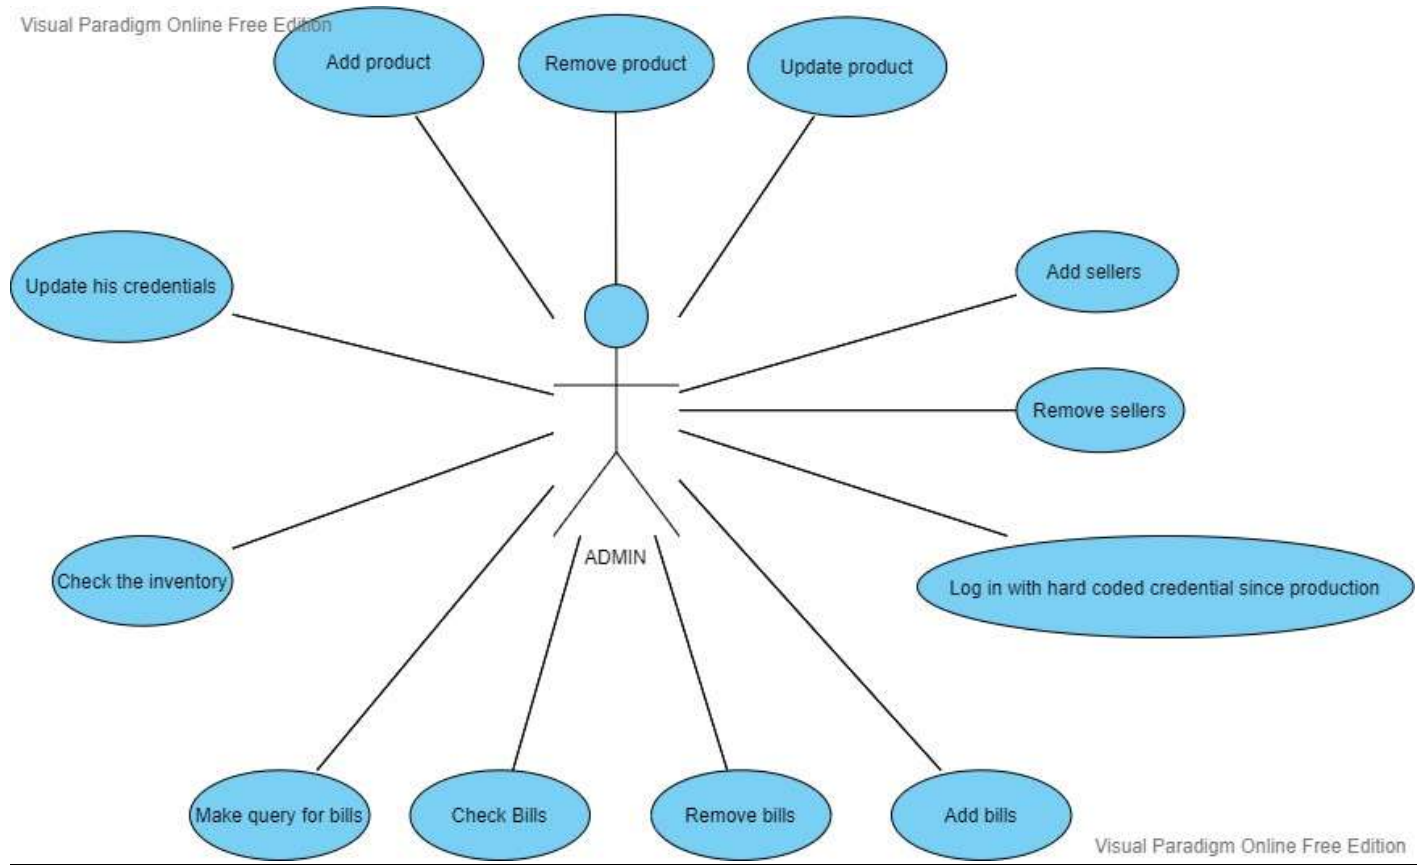 Visual Paradigm Online Free Edition
Add product
Remove product
Update product
Update his credentials
Add sellers
Remove sellers
ADMIN
Check the inventory
Log in with hard coded credential since production
Make query for bills
Check Bills
Remove bills
Add bills
Visual Paradigm Online Free Edition